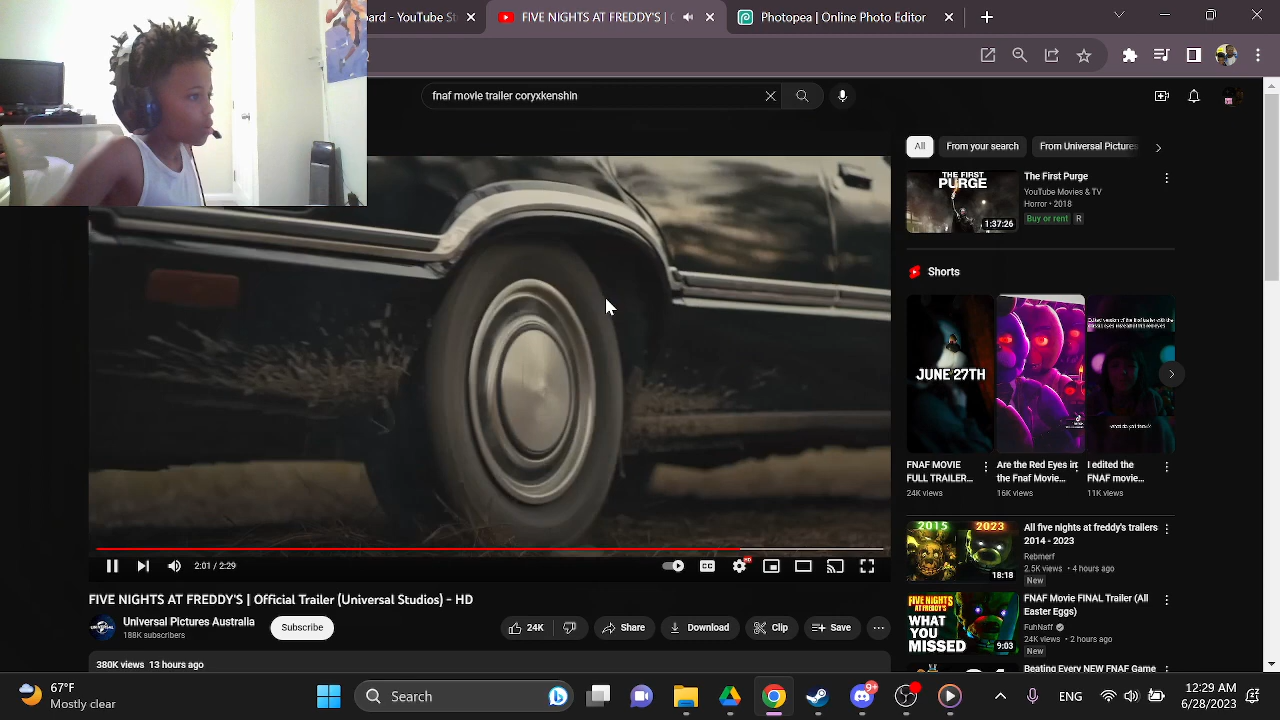 ard - YouTube St
FIVE NIGHTS AT FREDDY'S | O
Photo Editor
fnaf movie trailer coryxkenshin
All
From your search
From Universal Pictures
THE FIRST
PURGE
1:37:26
The First Purge
YouTube Movies & TV
Horror • 2018
Buy or rent
R
Shorts
JUNE 27TH
FNAF MOVIE
FULL TRAILER...
24K views
Are the Red Eyes in
the Fnaf Movie...
16K views
I edited the
FNAF movie...
11K views
2015
2023
18:18
All five nights at freddy's trailers
2014 - 2023
Rebmerf
2.5K views • 4 hours ago
New
FIVE NIGHTS
AT FREDDY'S
WHAT
YOU
MISSED
9:03
FNAF Movie FINAL Trailer (All
Easter Eggs)
FuhNaff
24K views • 2 hours ago
New
Beating Every NEW FNAF Game
2:01 / 2:29
CC
HD
FIVE NIGHTS AT FREDDY'S | Official Trailer (Universal Studios) - HD
Universal Pictures Australia
188K subscribers
Subscribe
24K
Share
Download
Clip
Save
380K views 13 hours ago
67°F
Mostly clear
Search
9+
ENG
12:29 AM
6/28/2023